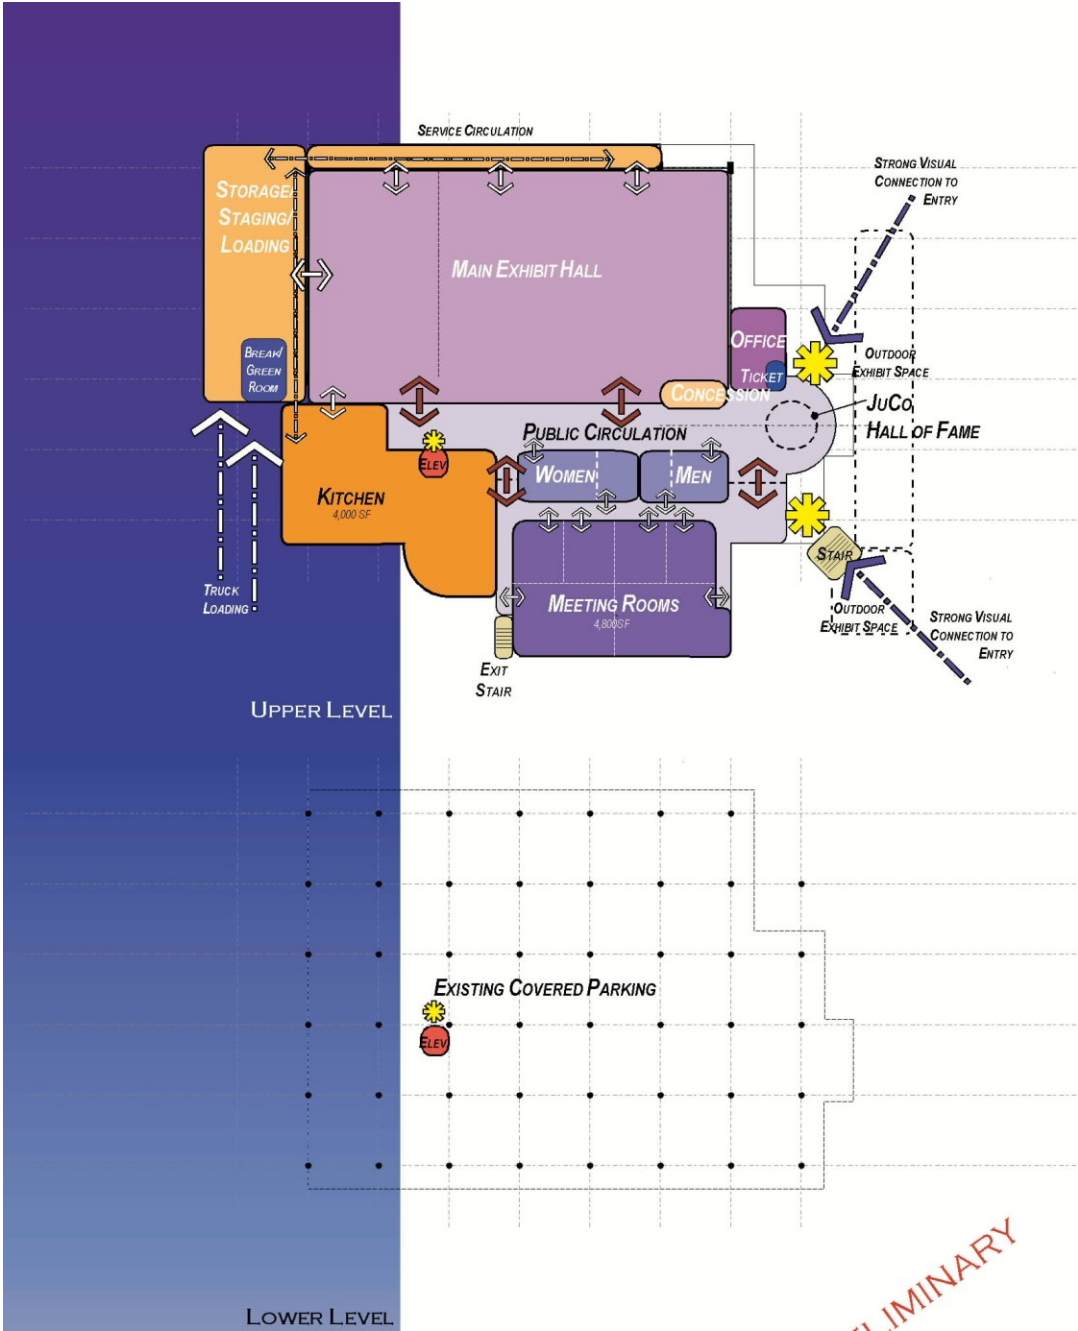 SERVICE CIRCULATION
STRONG VISUAL
CONNECTION TO
ENTRY
STORAGE/
STAGING/
LOADING
MAIN EXHIBIT HALL
BREAK/
GREEN
ROOM
OFFICE
TICKET
OUTDOOR
EXHIBIT SPACE
CONCESSION
JUCO
HALL OF FAME
PUBLIC CIRCULATION
ELEV
WOMEN
MEN
KITCHEN
4,000 SF
STAIR
TRUCK
LOADING
MEETING ROOMS
4,800SF
OUTDOOR
EXHIBIT SPACE
STRONG VISUAL
CONNECTION TO
ENTRY
EXIT
STAIR
UPPER LEVEL
EXISTING COVERED PARKING
ELEV
LOWER LEVEL